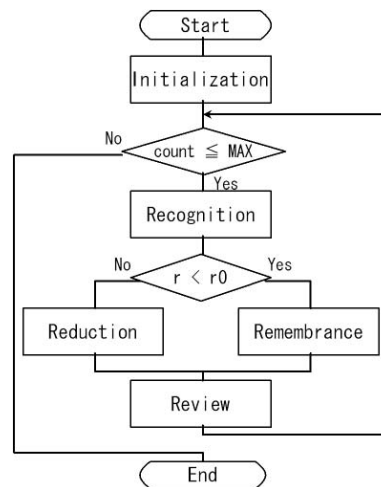 Start
Initialization
No
count ≦ MAX
Yes
Recognition
No
r < r0
Yes
Reduction
Remembrance
Review
End